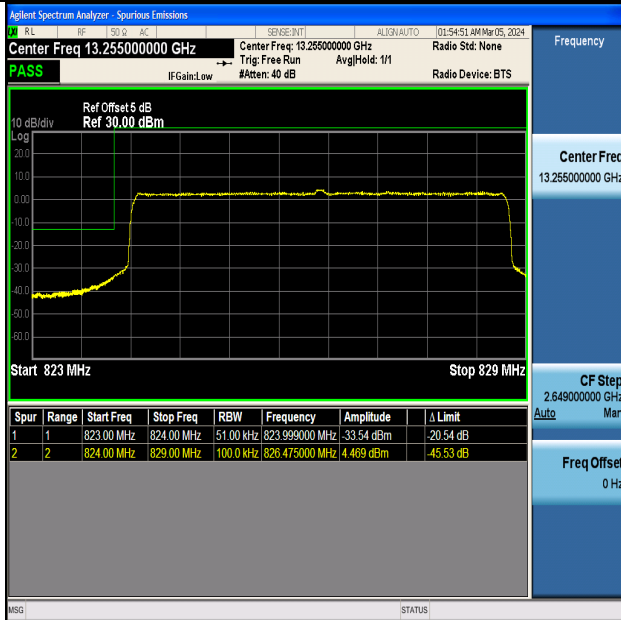 Agilent Spectrum Analyzer - Spurious Emissions
RL RF 50 Ω AC SENSE:INT ALIGN AUTO 01:54:51 AM Mar 05, 2024
Center Freq 13.255000000 GHz
Center Freq: 13.255000000 GHz
Radio Std: None
Trig: Free Run Avg|Hold: 1/1
PASS
IFGain:Low
#Atten: 40 dB
Radio Device: BTS
Ref Offset 5 dB
10 dB/div Ref 30.00 dBm
Log
20.0
10.0
0.00
-10.0
-20.0
-30.0
-40.0
-50.0
-60.0
Start 823 MHz Stop 829 MHz
Spur Range Start Freq Stop Freq RBW Frequency Amplitude Δ Limit
1 1 823.00 MHz 824.00 MHz 51.00 kHz 823.999000 MHz -33.54 dBm -20.54 dB
2 2 824.00 MHz 829.00 MHz 100.0 kHz 826.475000 MHz 4.469 dBm -45.53 dB
MSG STATUS
Frequency
Center Freq
13.255000000 GHz
CF Step
2.649000000 GHz
Auto Man
Freq Offset
0 Hz